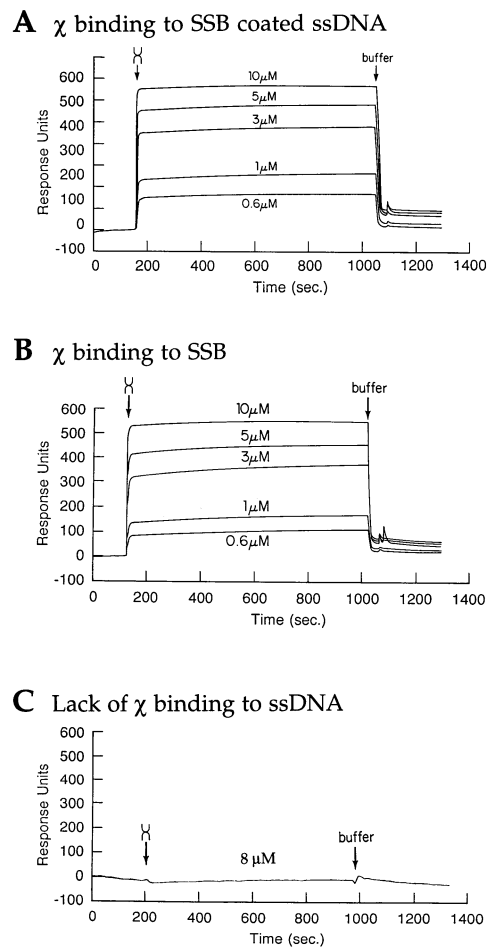 A χ binding to SSB coated ssDNA
χ
buffer
600
500
400
300
200
100
0
-100
Response Units
10μM
5μM
3μM
1μM
0.6μM
0 200 400 600 800 1000 1200 1400
Time (sec.)
B χ binding to SSB
χ
buffer
600
500
400
300
200
100
0
-100
Response Units
10μM
5μM
3μM
1μM
0.6μM
0 200 400 600 800 1000 1200 1400
Time (sec.)
C Lack of χ binding to ssDNA
600
500
400
300
200
100
0
-100
Response Units
χ
8 μM
buffer
0 200 400 600 800 1000 1200 1400
Time (sec.)